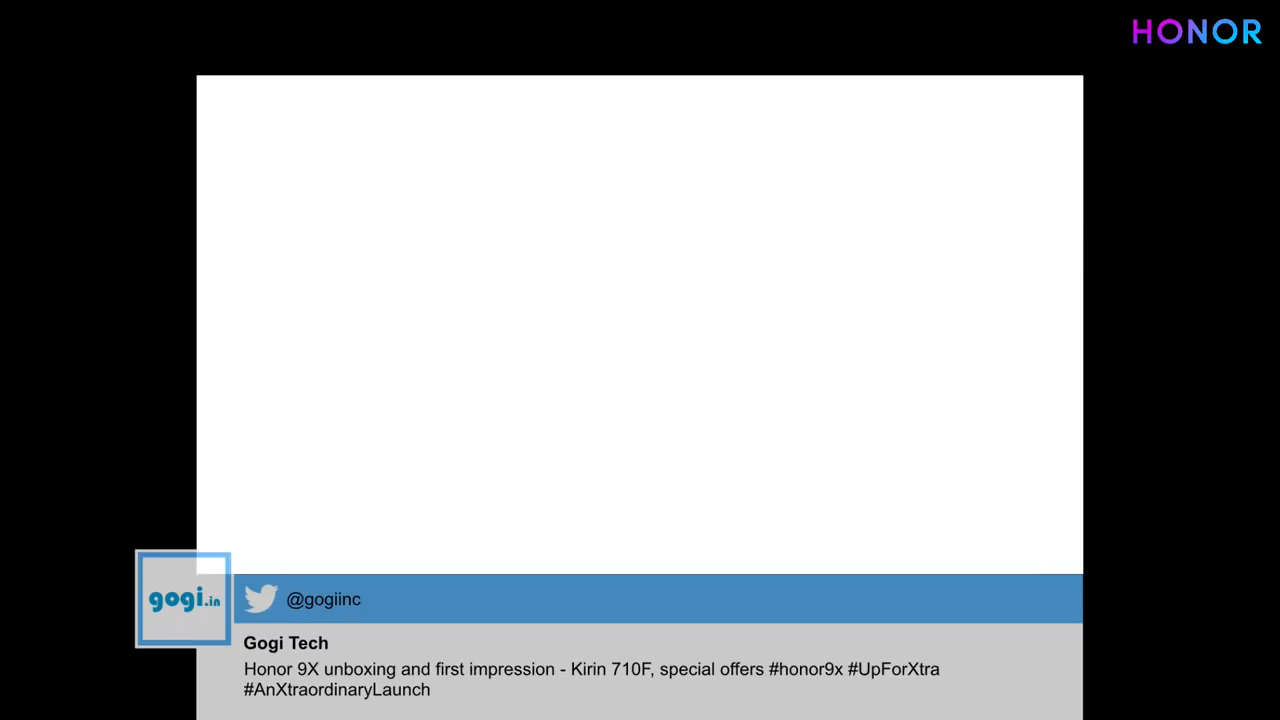 HONOR
gogi.in
@gogiinc
Gogi Tech
Honor 9X unboxing and first impression - Kirin 710F, special offers #honor9x #UpForXtra
#AnXtraordinaryLaunch